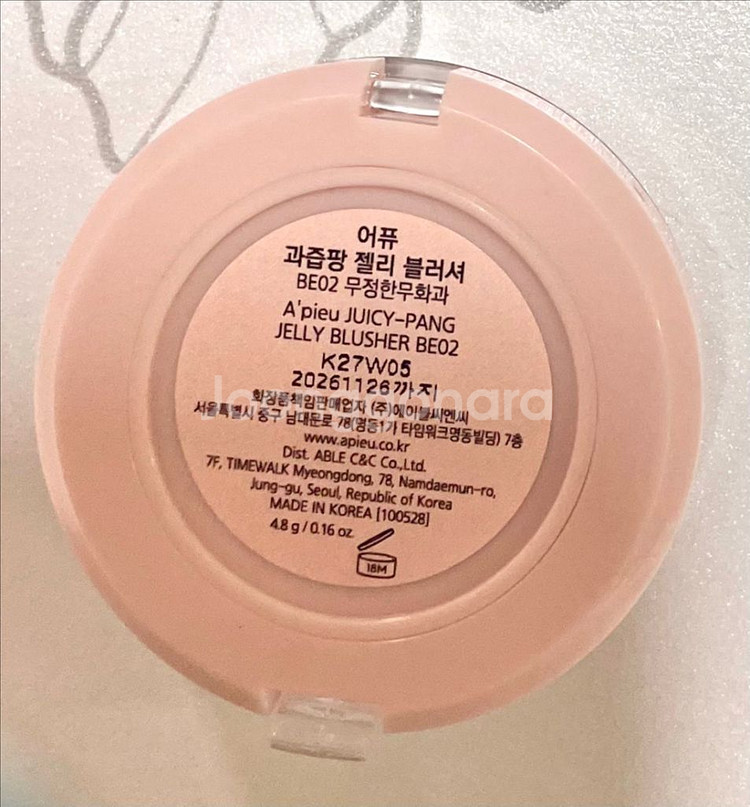 어퓨
과즙팡 젤리 블러셔
BE02 무정한무화과
A'pieu JUICY-PANG
JELLY BLUSHER BE02
K27W05
20261126까지
화장품책임판매업자 (주)에이블씨엔씨
서울특별시 중구 남대문로 78(명동1가 타임워크명동빌딩) 7층
www.apieu.co.kr
Dist. ABLE C&C Co.,Ltd.
7F, TIMEWALK Myeongdong, 78, Namdaemun-ro,
Jung-gu, Seoul, Republic of Korea
MADE IN KOREA [100528]
4.8 g / 0.16 oz.
18M